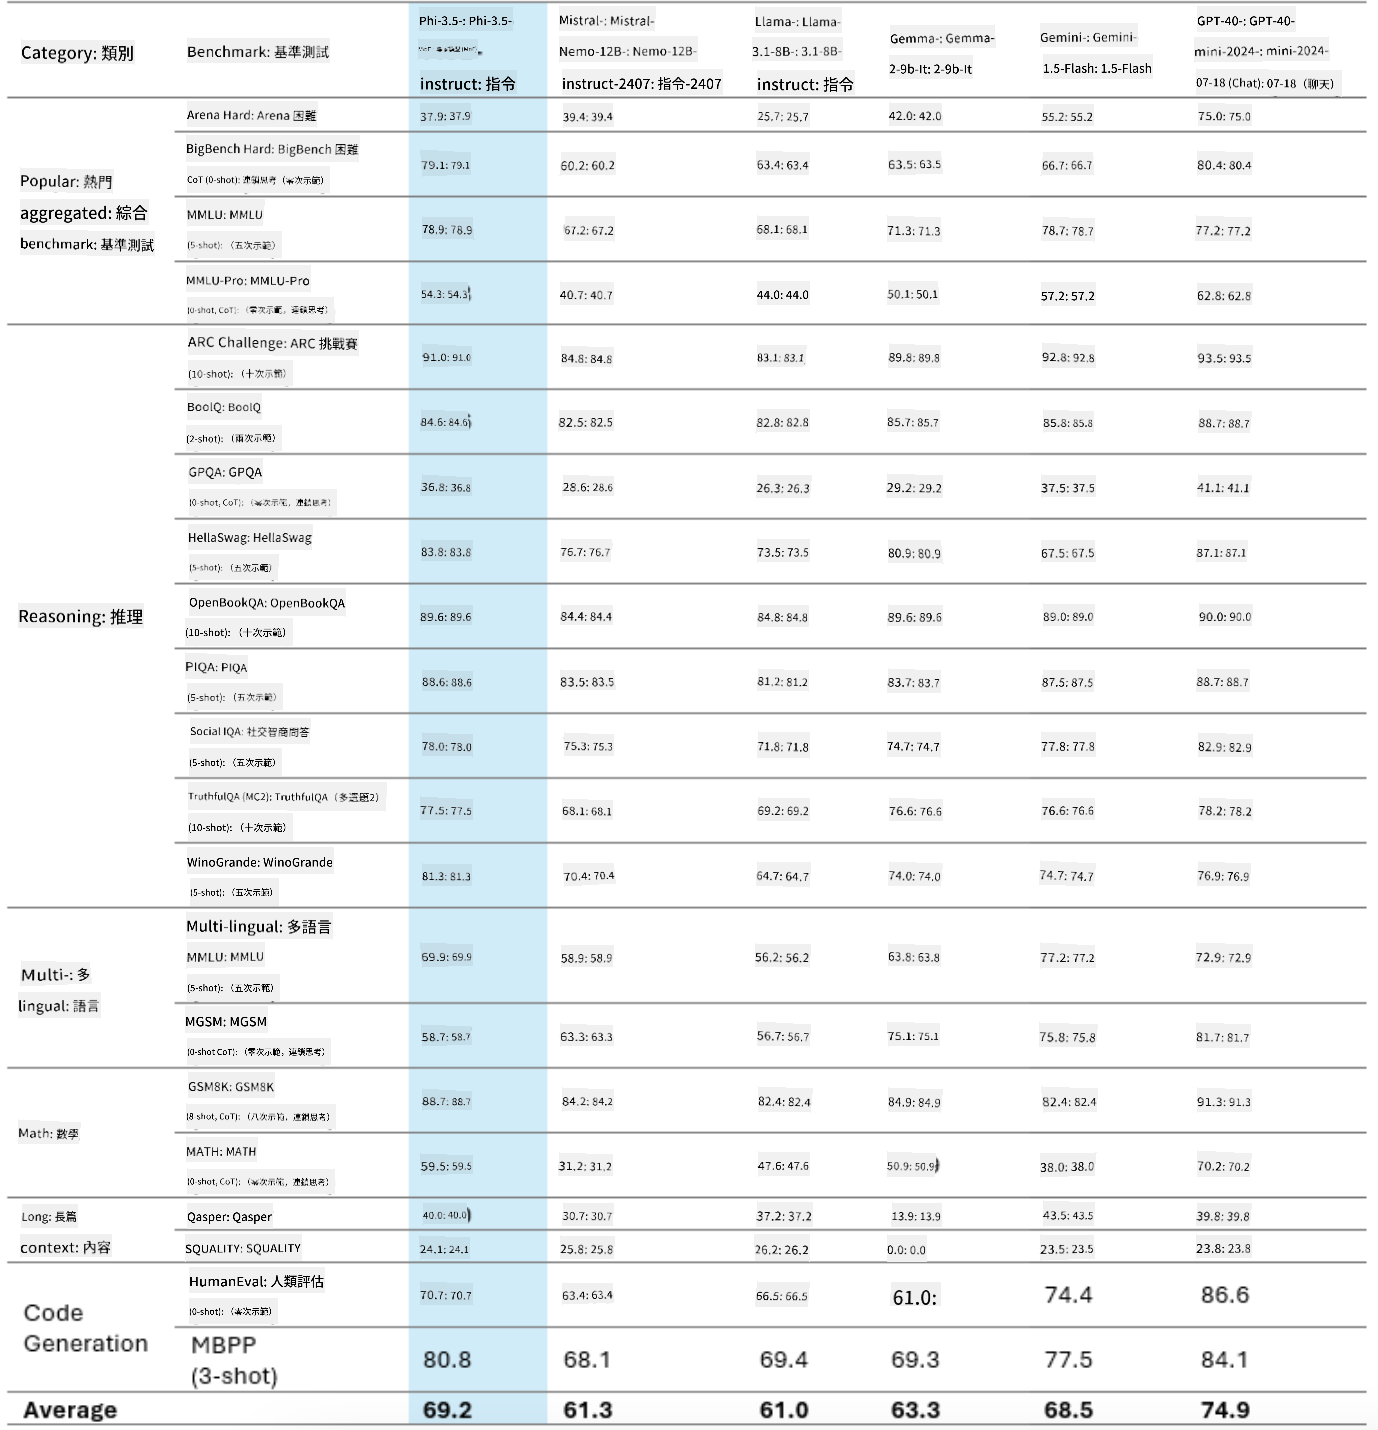 Category: 類別 Benchmark: 基準測試 Phi-3.5-: Phi-3.5- instruct: 指令 Mistral-: Mistral- Nemo-12B-: Nemo-12B- instruct-2407: 指令-2407 Llama-: Llama- 3.1-8B-: 3.1-8B- instruct: 指令 Gemma-: Gemma- 2-9b-It: 2-9b-It Gemini-: Gemini- 1.5-Flash: 1.5-Flash GPT-4o-: GPT-4o- mini-2024-: mini-2024- 07-18 (Chat): 07-18（聊天）
Popular: 熱門
aggregated: 綜合
benchmark: 基準測試
Arena Hard: Arena 困難 37.9: 37.9 39.4: 39.4 25.7: 25.7 42.0: 42.0 55.2: 55.2 75.0: 75.0
BigBench Hard: BigBench 困難
CoT (0-shot): 連鎖思考（零次示範） 79.1: 79.1 60.2: 60.2 63.4: 63.4 63.5: 63.5 66.7: 66.7 80.4: 80.4
MMLU: MMLU
(5-shot): （五次示範） 78.9: 78.9 67.2: 67.2 68.1: 68.1 71.3: 71.3 78.7: 78.7 77.2: 77.2
MMLU-Pro: MMLU-Pro
(0-shot, CoT): （零次示範，連鎖思考） 54.3: 54.3) 40.7: 40.7 44.0: 44.0 50.1: 50.1 57.2: 57.2 62.8: 62.8
Reasoning: 推理
ARC Challenge: ARC 挑戰賽
(10-shot): （十次示範） 91.0: 91.0 84.8: 84.8 83.1: 83.1 89.8: 89.8 92.8: 92.8 93.5: 93.5
BoolQ: BoolQ
(2-shot): （兩次示範） 84.6: 84.6) 82.5: 82.5 82.8: 82.8 85.7: 85.7 85.8: 85.8 88.7: 88.7
GPQA: GPQA
(0-shot, CoT): （零次示範，連鎖思考） 36.8: 36.8 28.6: 28.6 26.3: 26.3 29.2: 29.2 37.5: 37.5 41.1: 41.1
HellaSwag: HellaSwag
(5-shot): （五次示範） 83.8: 83.8 76.7: 76.7 73.5: 73.5 80.9: 80.9 67.5: 67.5 87.1: 87.1
OpenBookQA: OpenBookQA
(10-shot): （十次示範） 89.6: 89.6 84.4: 84.4 84.8: 84.8 89.6: 89.6 89.0: 89.0 90.0: 90.0
PIQA: PIQA
(5-shot): （五次示範） 88.6: 88.6 83.5: 83.5 81.2: 81.2 83.7: 83.7 87.5: 87.5 88.7: 88.7
Social IQA: 社交智商問答
(5-shot): （五次示範） 78.0: 78.0 75.3: 75.3 71.8: 71.8 74.7: 74.7 77.8: 77.8 82.9: 82.9
TruthfulQA (MC2): TruthfulQA（多選題2）
(10-shot): （十次示範） 77.5: 77.5 68.1: 68.1 69.2: 69.2 76.6: 76.6 76.6: 76.6 78.2: 78.2
WinoGrande: WinoGrande
(5-shot): （五次示範） 81.3: 81.3 70.4: 70.4 64.7: 64.7 74.0: 74.0 74.7: 74.7 76.9: 76.9
Multi-: 多
lingual: 語言
Multi-lingual: 多語言
MMLU: MMLU
(5-shot): （五次示範） 69.9: 69.9 58.9: 58.9 56.2: 56.2 63.8: 63.8 77.2: 77.2 72.9: 72.9
MGSM: MGSM
(0-shot CoT): （零次示範，連鎖思考） 58.7: 58.7 63.3: 63.3 56.7: 56.7 75.1: 75.1 75.8: 75.8 81.7: 81.7
Math: 數學
GSM8K: GSM8K
(8-shot, CoT): （八次示範，連鎖思考） 88.7: 88.7 84.2: 84.2 82.4: 82.4 84.9: 84.9 82.4: 82.4 91.3: 91.3
MATH: MATH
(0-shot, CoT): （零次示範，連鎖思考） 59.5: 59.5 31.2: 31.2 47.6: 47.6 50.9: 50.9) 38.0: 38.0 70.2: 70.2
Long: 長篇
context: 內容
Qasper: Qasper 40.0: 40.0) 30.7: 30.7 37.2: 37.2 13.9: 13.9 43.5: 43.5 39.8: 39.8
SQUALITY: SQUALITY 24.1: 24.1 25.8: 25.8 26.2: 26.2 0.0: 0.0 23.5: 23.5 23.8: 23.8
Code
Generation
HumanEval: 人類評估
(0-shot): （零次示範） 70.7: 70.7 63.4: 63.4 66.5: 66.5 61.0: 74.4 86.6
MBPP
(3-shot) 80.8 68.1 69.4 69.3 77.5 84.1
Average 69.2 61.3 61.0 63.3 68.5 74.9